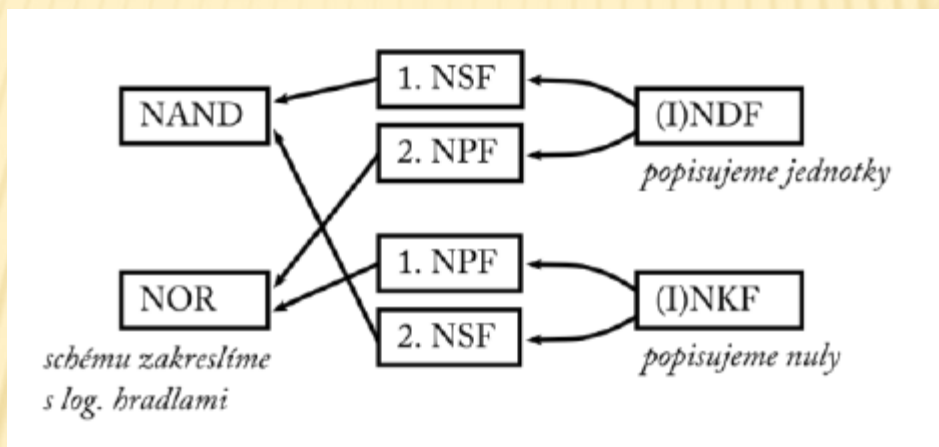 NAND
NOR
schému zakreslíme
s log. hradlami
1. NSF
2. NPF
1. NPF
2. NSF
(I)NDF
popisujeme jednotky
(I)NKF
popisujeme nuly